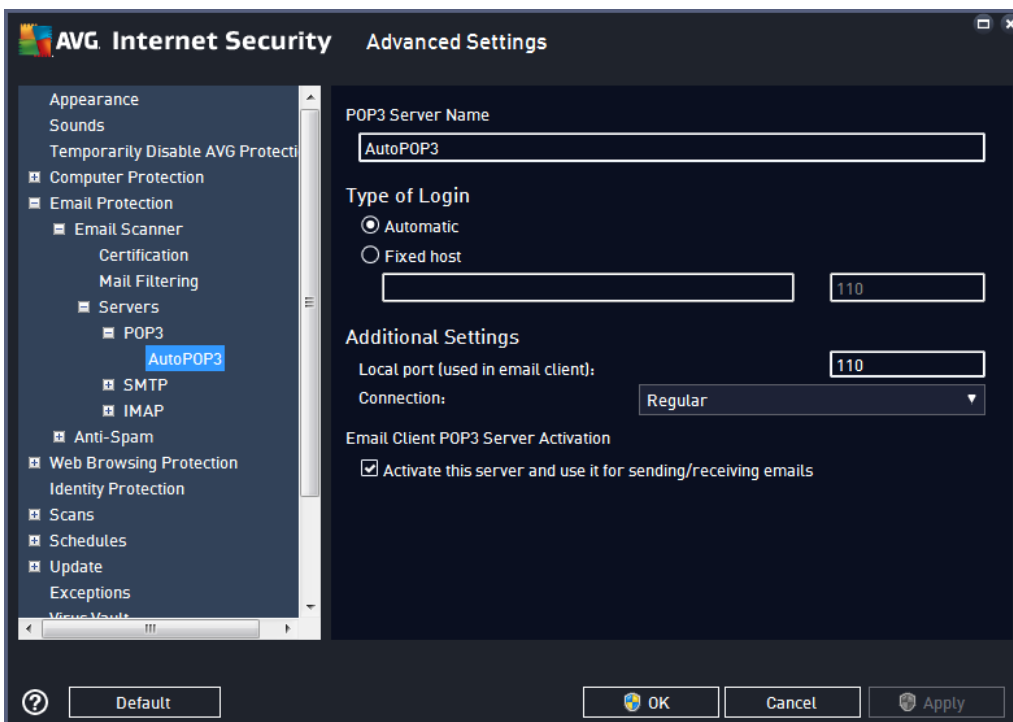 AVG. Internet Security Advanced Settings
Appearance
Sounds
Temporarily Disable AVG Protecti
Computer Protection
Email Protection
Email Scanner
Certification
Mail Filtering
Servers
POP3
AutoPOP3
SMTP
IMAP
Anti-Spam
Web Browsing Protection
Identity Protection
Scans
Schedules
Update
Exceptions
Virus Vault
POP3 Server Name
AutoPOP3
Type of Login
Automatic
Fixed host
110
Additional Settings
Local port (used in email client):
110
Connection:
Regular
Email Client POP3 Server Activation
Activate this server and use it for sending/receiving emails
? Default OK Cancel Apply